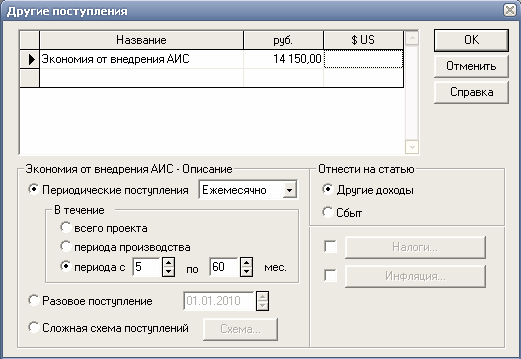 Другие поступления
Название руб. $ US
Экономия от внедрения АИС 14 150,00
OK
Отменить
Справка
Экономия от внедрения АИС - Описание
Периодические поступления Ежемесячно
В течение
всего проекта
периода производства
периода с 5 по 60 мес.
Разовое поступление 01.01.2010
Сложная схема поступлений Схема...
Отнести на статью
Другие доходы
Сбыт
Налоги...
Инфляция...